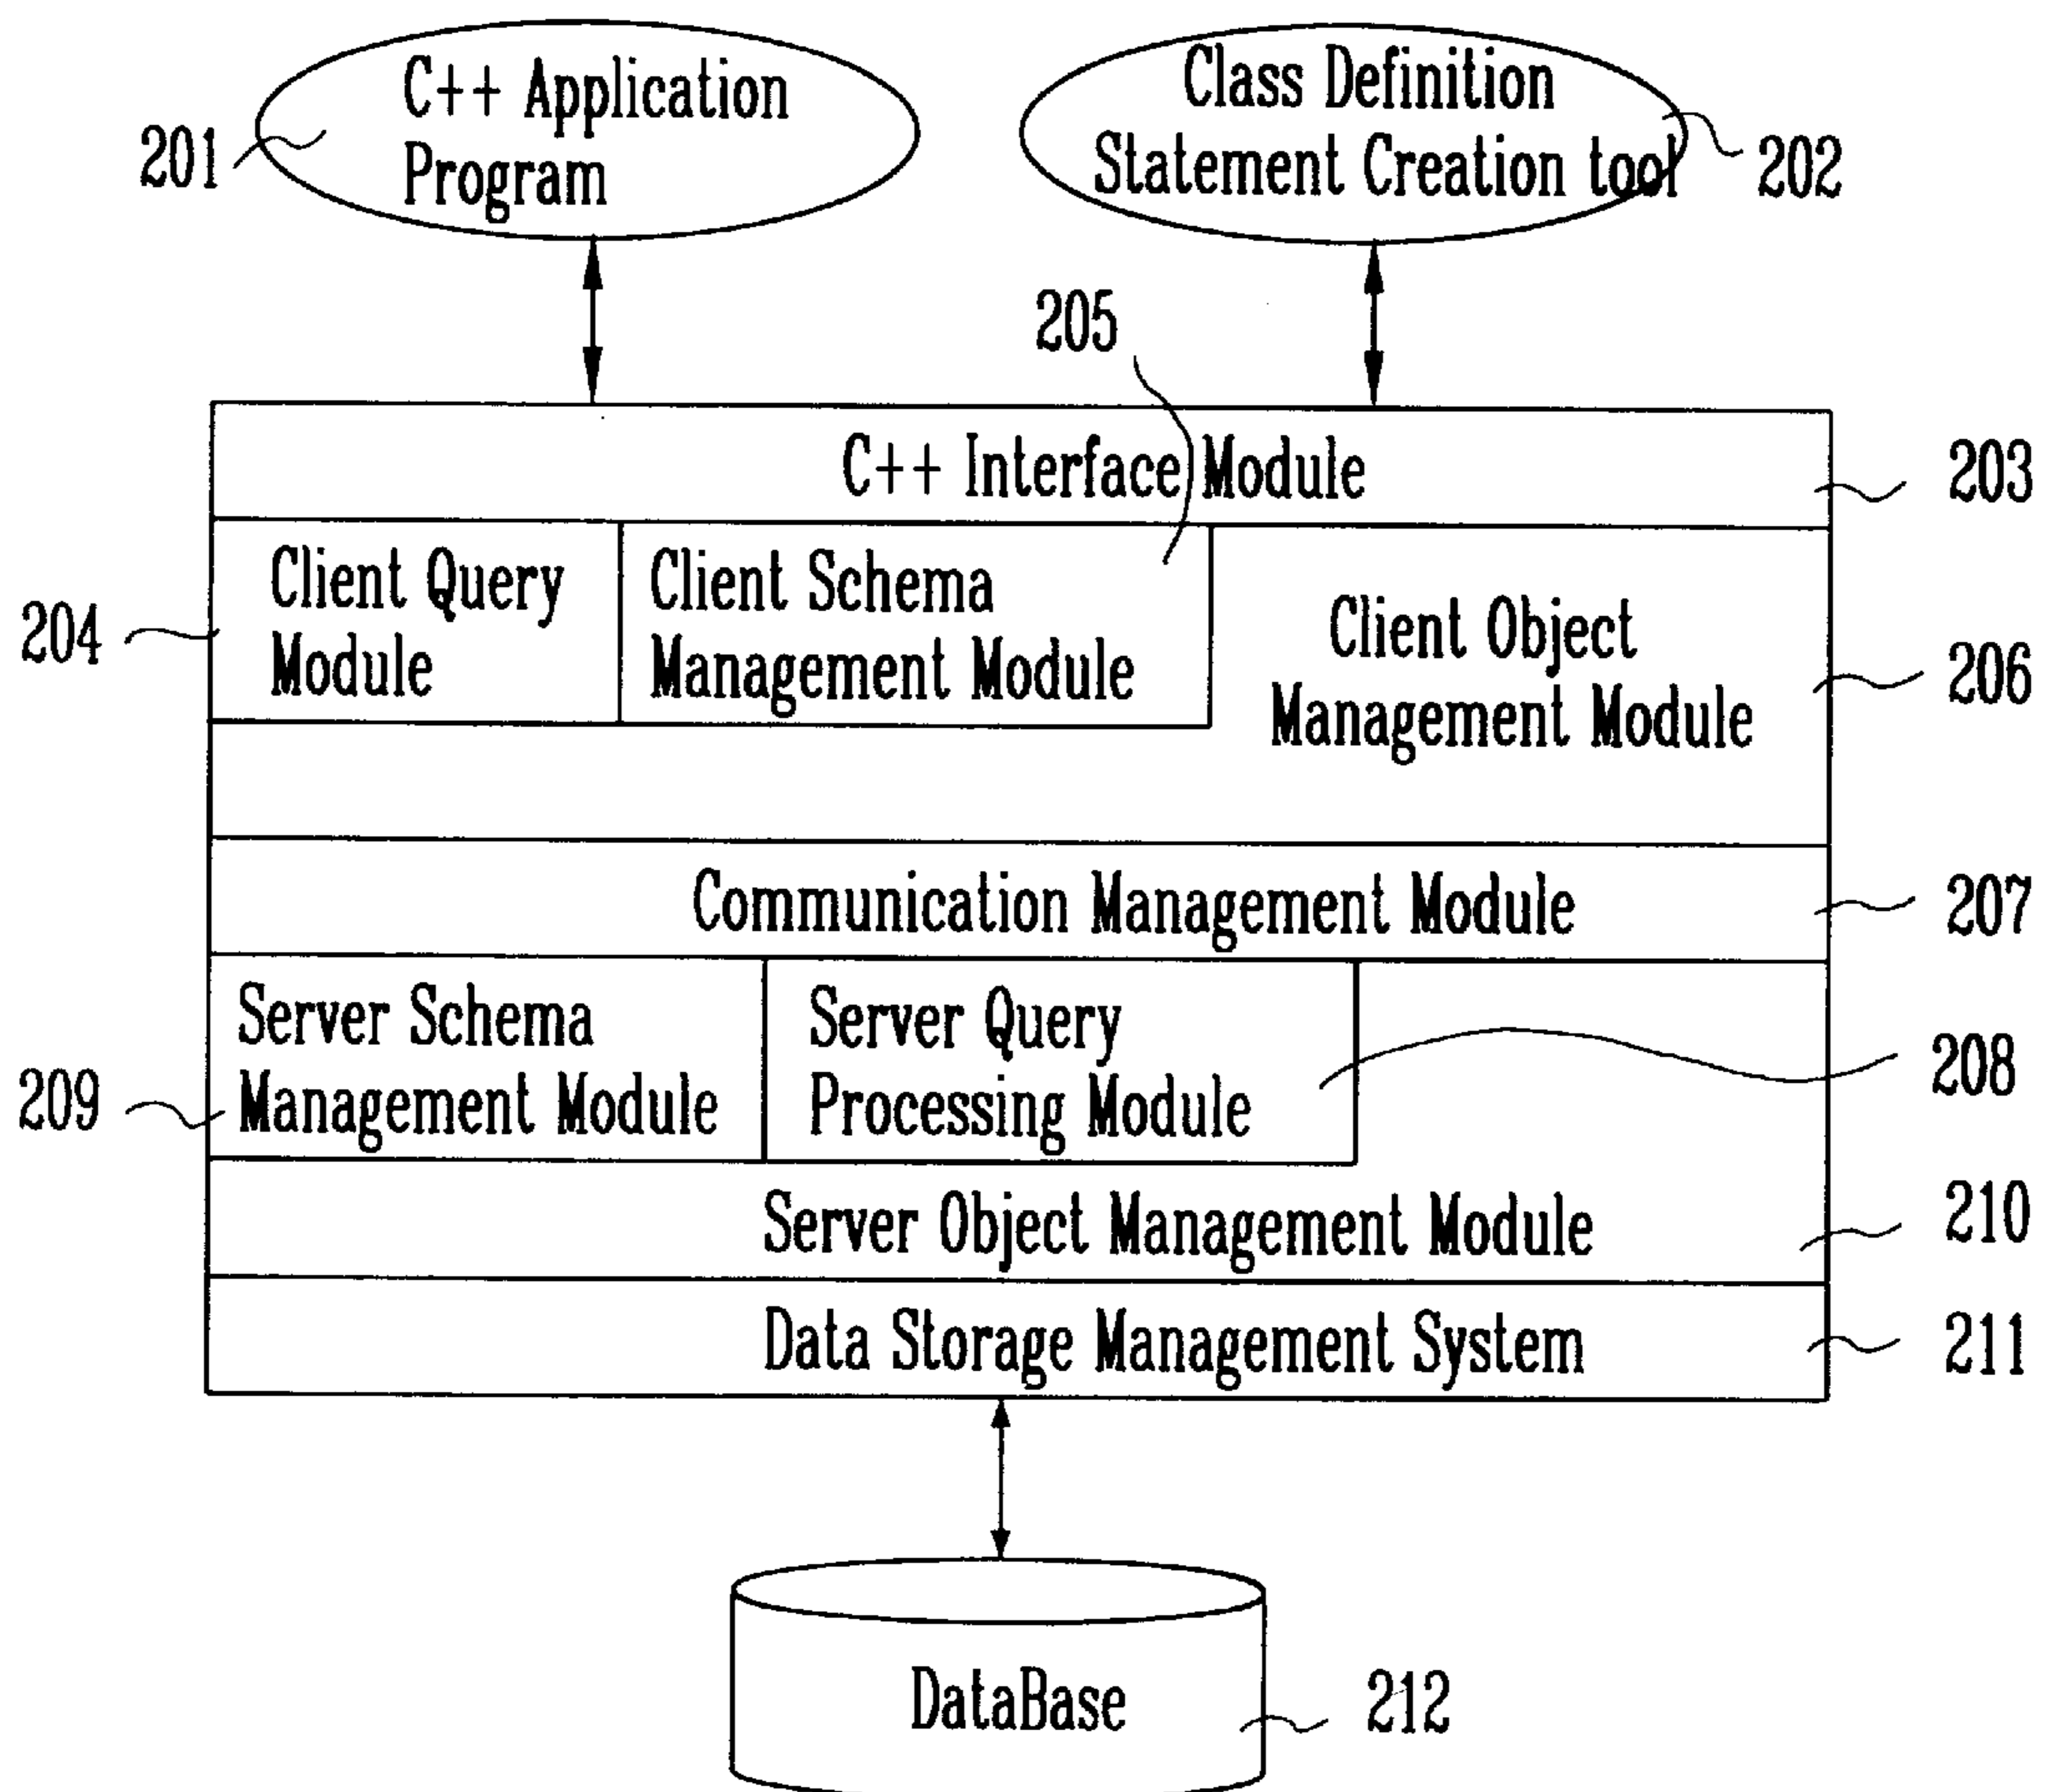 C++ Application
Program
201
Class Definition
Statement Creation tool
202
205
C++ Interface Module
203
Client Query
Module
204
Client Schema
Management Module
Client Object
Management Module
206
Communication Management Module
207
Server Schema
Management Module
209
Server Query
Processing Module
208
Server Object Management Module
210
Data Storage Management System
211
DataBase
212